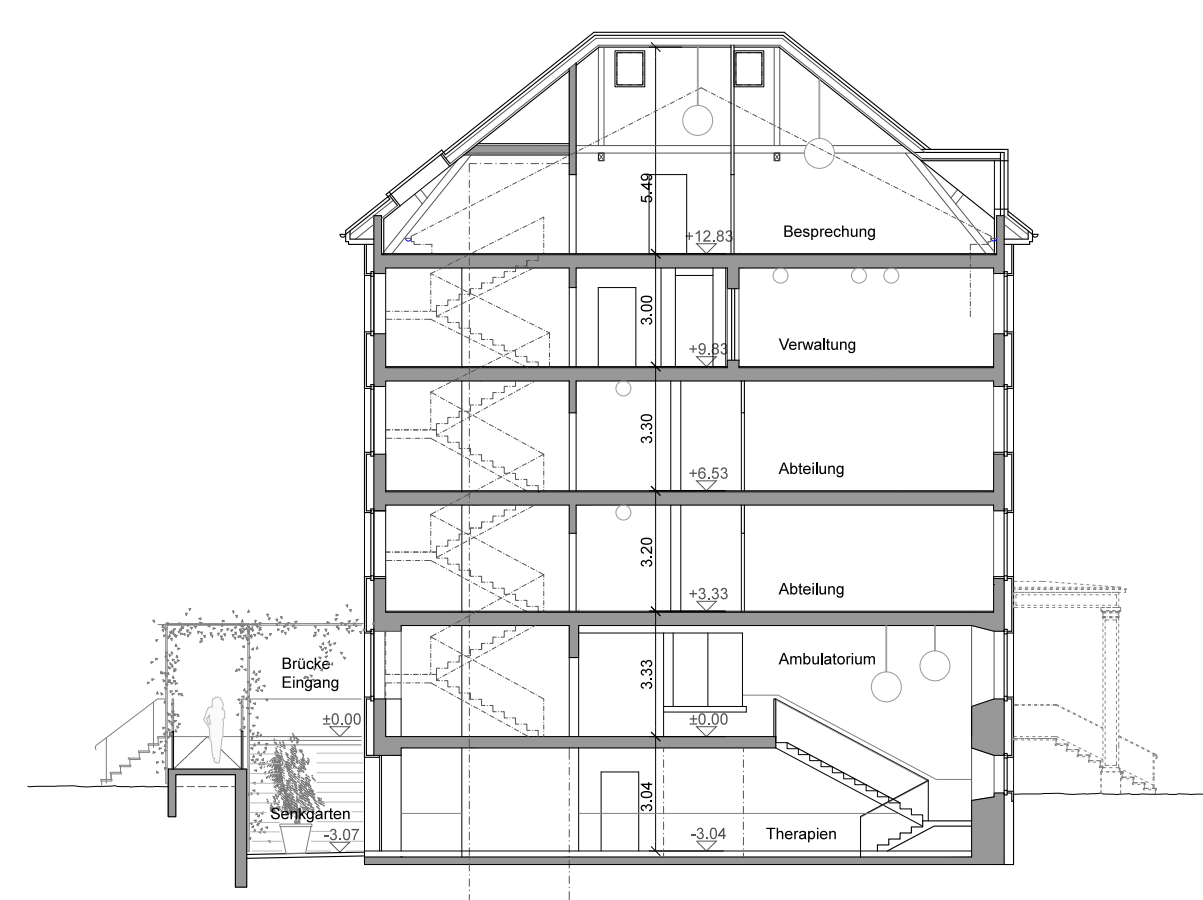 5.49
+12.83
Besprechung
3.00
+9.83
Verwaltung
3.30
+6.53
Abteilung
3.20
+3.33
Abteilung
Brücke
Eingang
±0.00
3.33
±0.00
Ambulatorium
Senkgarten
-3.07
3.04
-3.04
Therapien